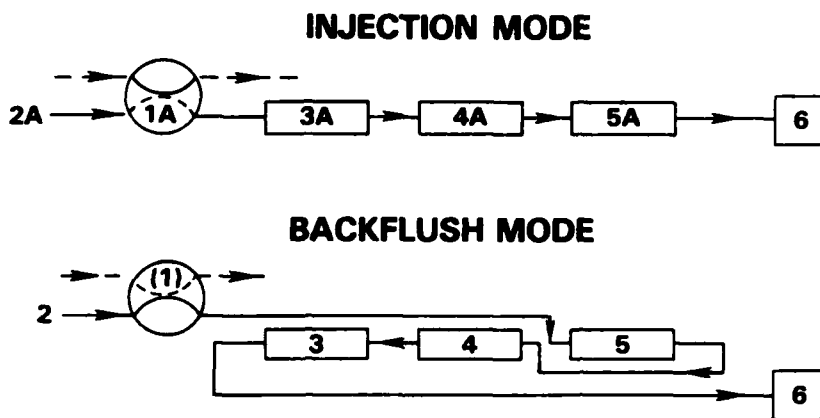 INJECTION MODE
2A 1A 3A 4A 5A 6
BACKFLUSH MODE
(1)
2
3 4 5
6